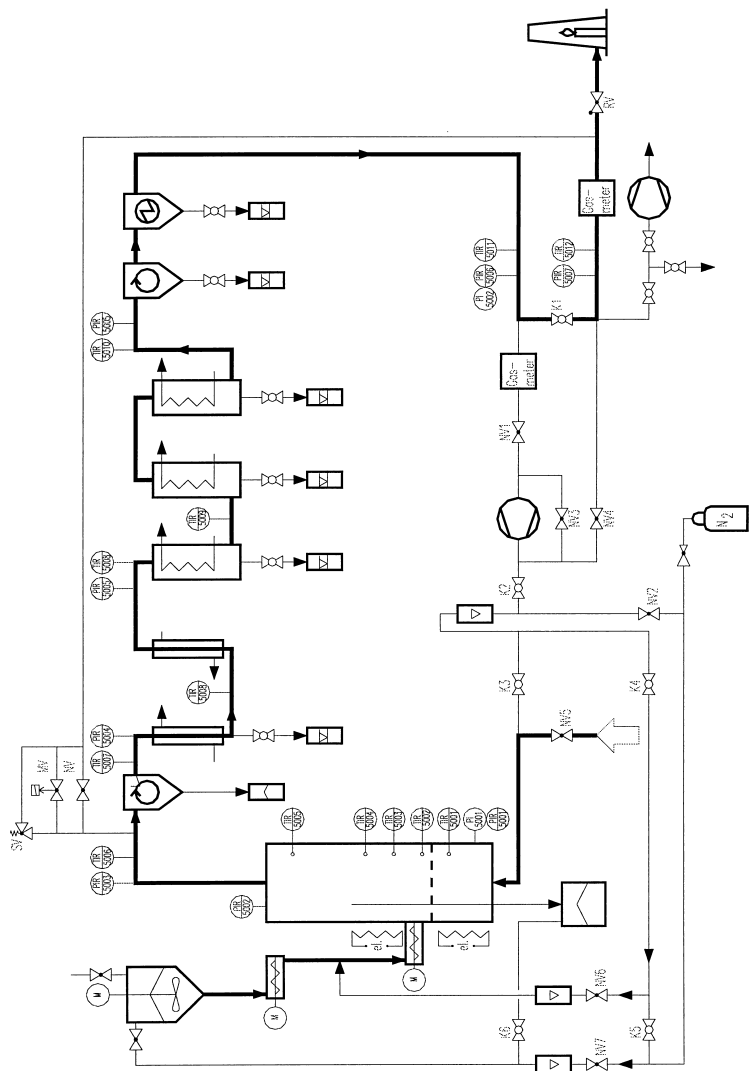 RV
Gas-
meter
TIR
5011
PIR
5006
PI
5002
TIR
5012
PIR
5007
K1
PIR
5005
TIR
5010
Gas-
meter
NV1
NV3
NV4
N2
TIR
5009
TIR
5008
PIR
5005
K2
NV2
TIR
5008
K3
K4
NV5
PIR
5004
TIR
5007
MV
NV
SV
TIR
5006
PIR
5003
TIR
5005
TIR
5004
TIR
5003
TIR
5002
TIR
5001
PI
5001
PIR
5001
PIR
5002
el.
el.
M
M
M
K6
NV6
K5
NV7